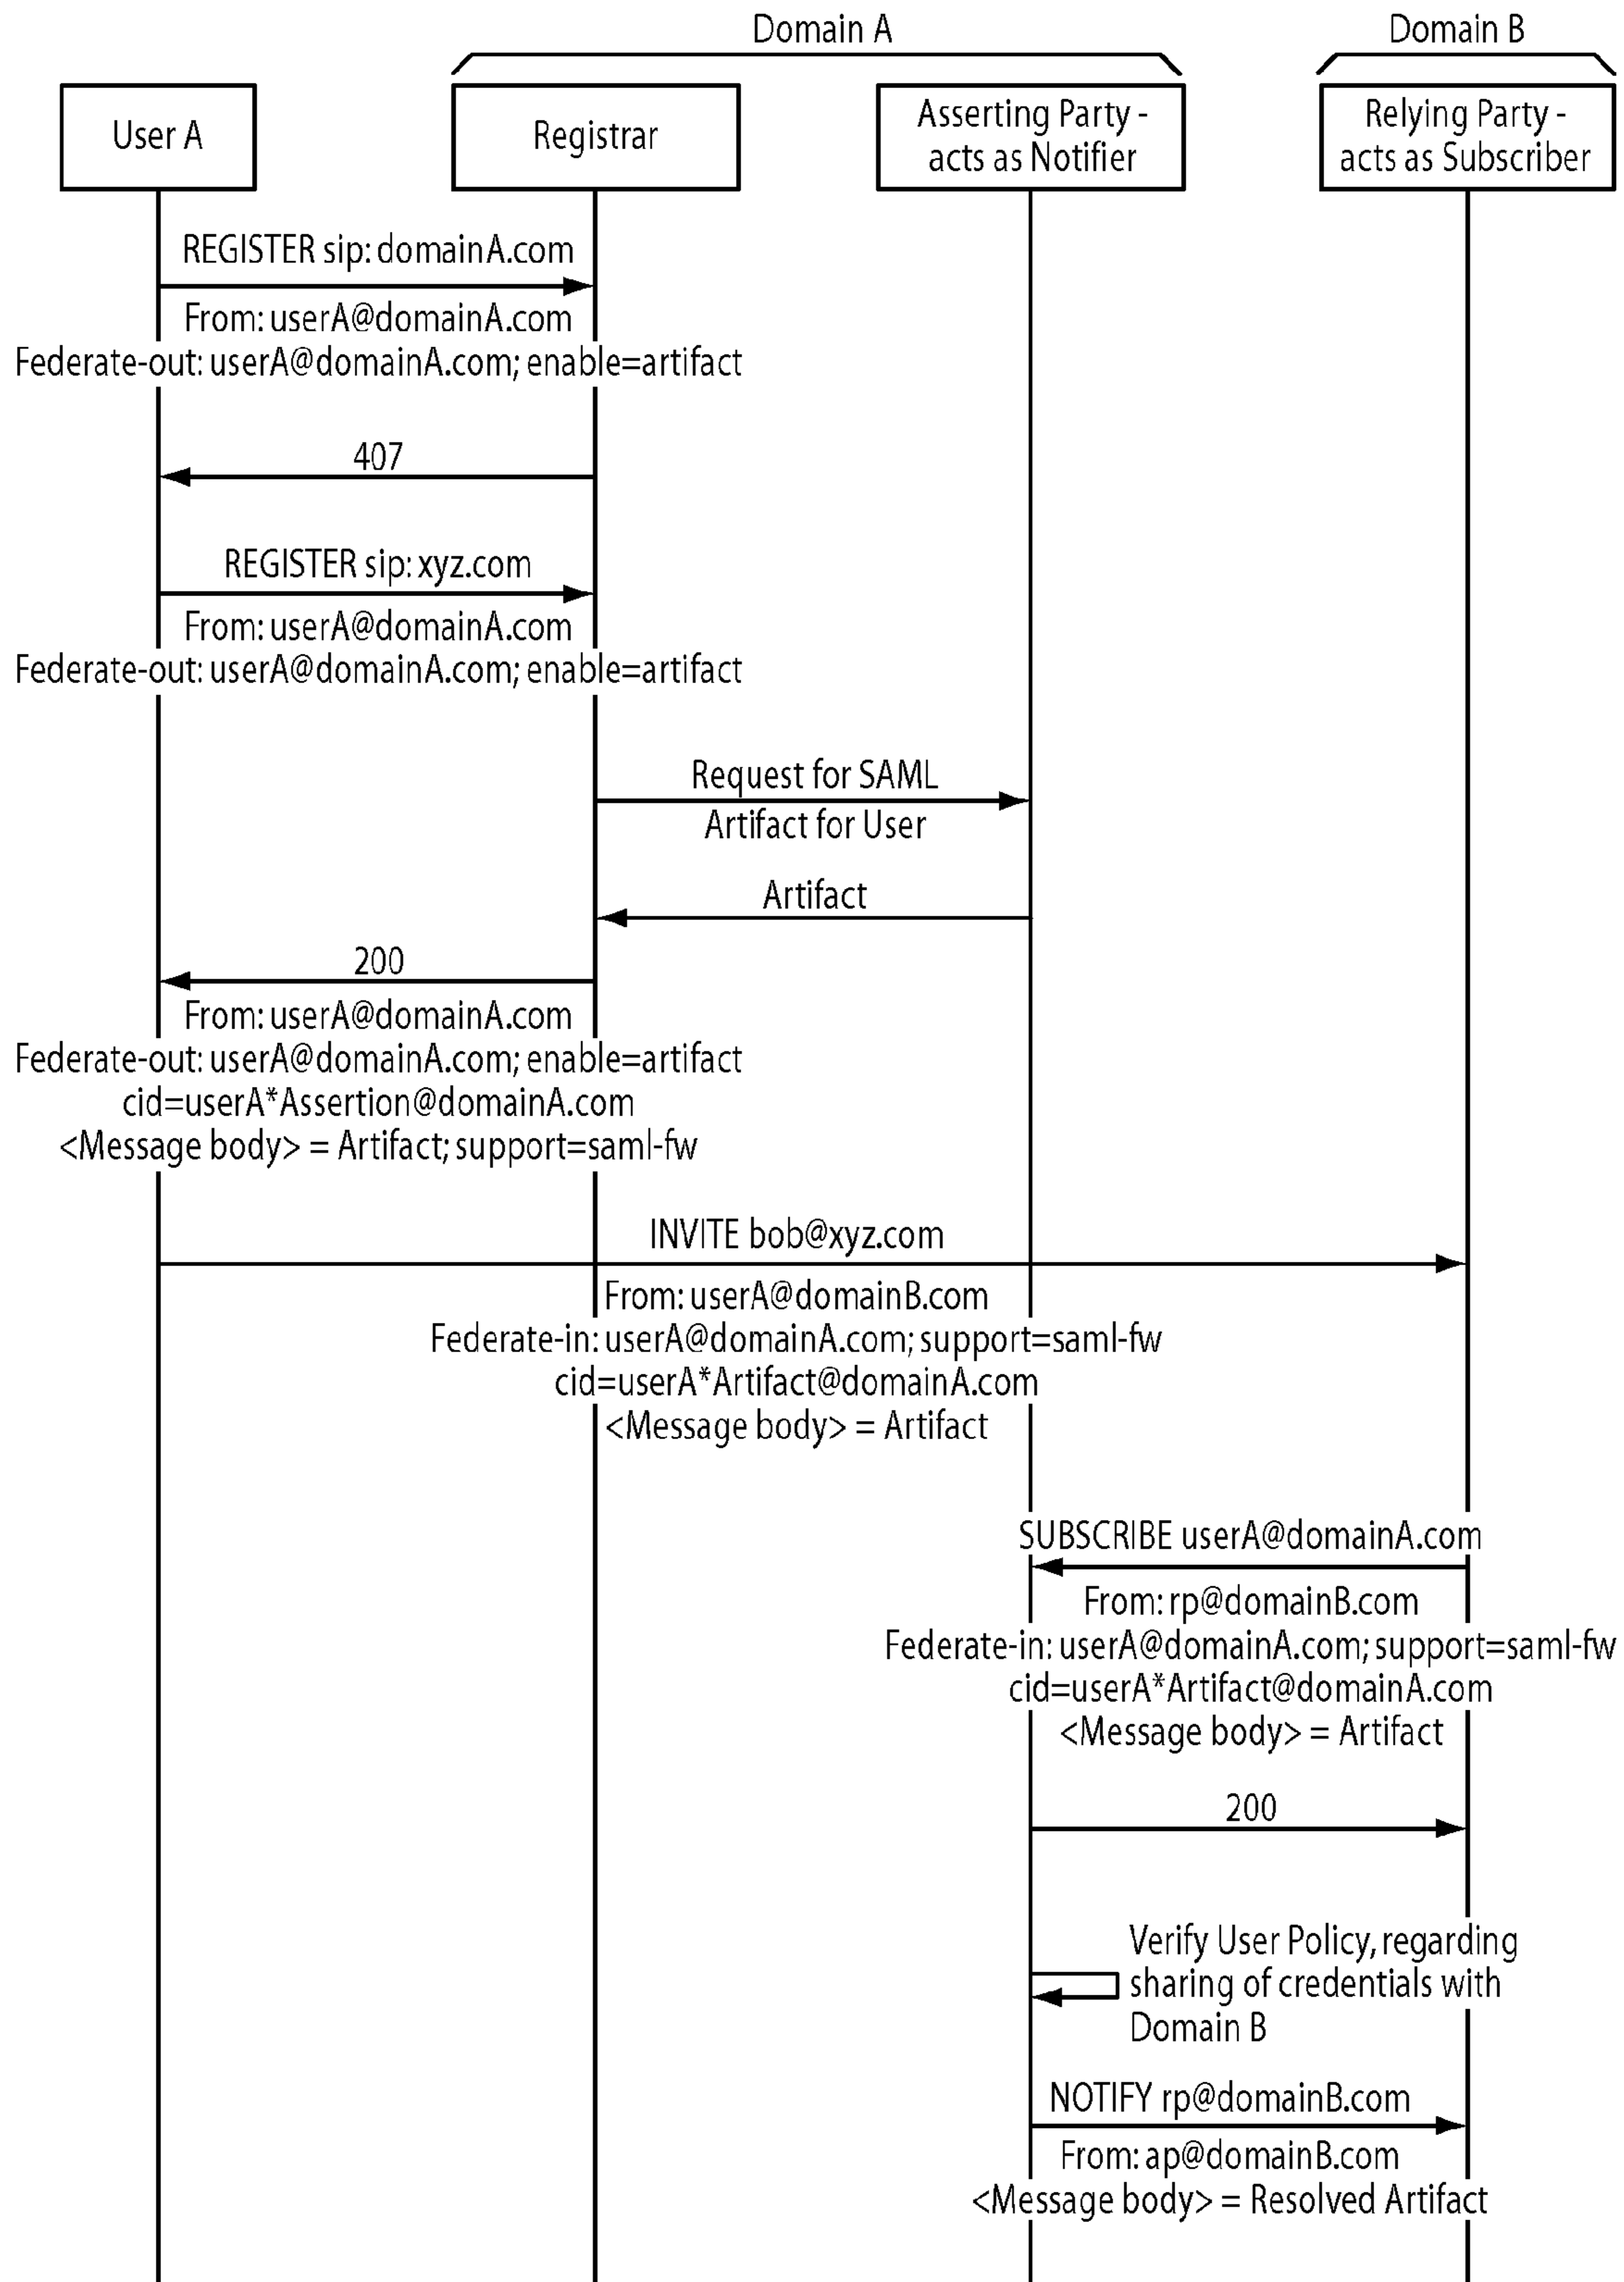 Domain A
Domain B
User A
Registrar
Asserting Party -
acts as Notifier
Relying Party -
acts as Subscriber
REGISTER sip: domainA.com
From: userA@domainA.com
Federate-out: userA@domainA.com; enable=artifact
407
REGISTER sip: xyz.com
From: userA@domainA.com
Federate-out: userA@domainA.com; enable=artifact
Request for SAML
Artifact for User
Artifact
200
From: userA@domainA.com
Federate-out: userA@domainA.com; enable=artifact
cid=userA*Assertion@domainA.com
<Message body> = Artifact; support=saml-fw
INVITE bob@xyz.com
From: userA@domainB.com
Federate-in: userA@domainA.com; support=saml-fw
cid=userA*Artifact@domainA.com
<Message body> = Artifact
SUBSCRIBE userA@domainA.com
From: rp@domainB.com
Federate-in: userA@domainA.com; support=saml-fw
cid=userA*Artifact@domainA.com
<Message body> = Artifact
200
Verify User Policy, regarding
sharing of credentials with
Domain B
NOTIFY rp@domainB.com
From: ap@domainB.com
<Message body> = Resolved Artifact